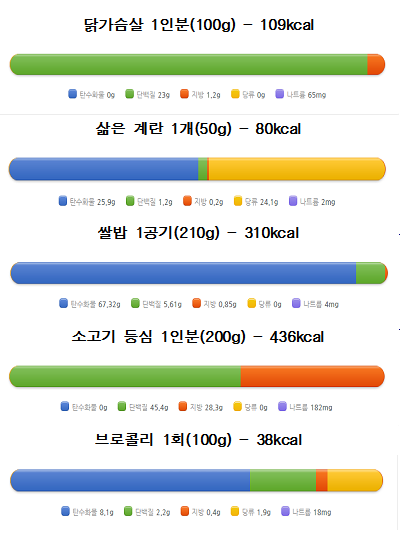 닭가슴살 1인분(100g) - 109kcal
탄수화물 0g 단백질 23g 지방 1,2g 당류 0g 나트륨 65mg
삶은 계란 1개(50g) - 80kcal
탄수화물 25,9g 단백질 1,2g 지방 0,2g 당류 24,1g 나트륨 2mg
쌀밥 1공기(210g) - 310kcal
탄수화물 67,32g 단백질 5,61g 지방 0,85g 당류 0g 나트륨 4mg
소고기 등심 1인분(200g) - 436kcal
탄수화물 0g 단백질 45,4g 지방 28,3g 당류 0g 나트륨 182mg
브로콜리 1회(100g) - 38kcal
탄수화물 8,1g 단백질 2,2g 지방 0,4g 당류 1,9g 나트륨 18mg